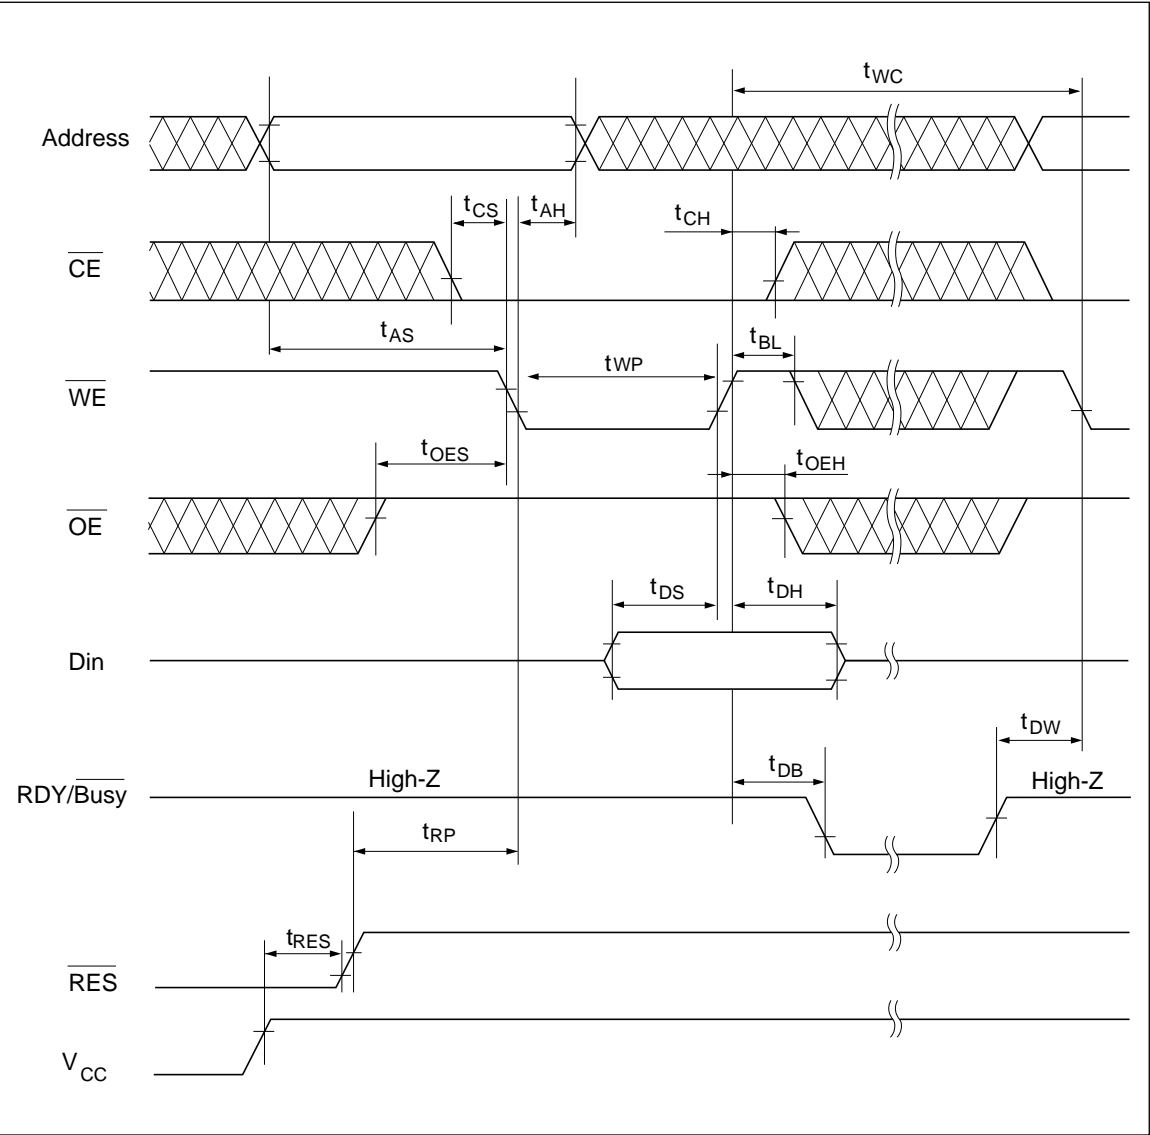 tWC
Address
tCS tAH tCH
CE
tAS tWP tBL
WE
tOES tOEH
OE
tDS tDH
Din
tDW
tDB
RDY/Busy High-Z High-Z
tRP
tRES
RES
VCC